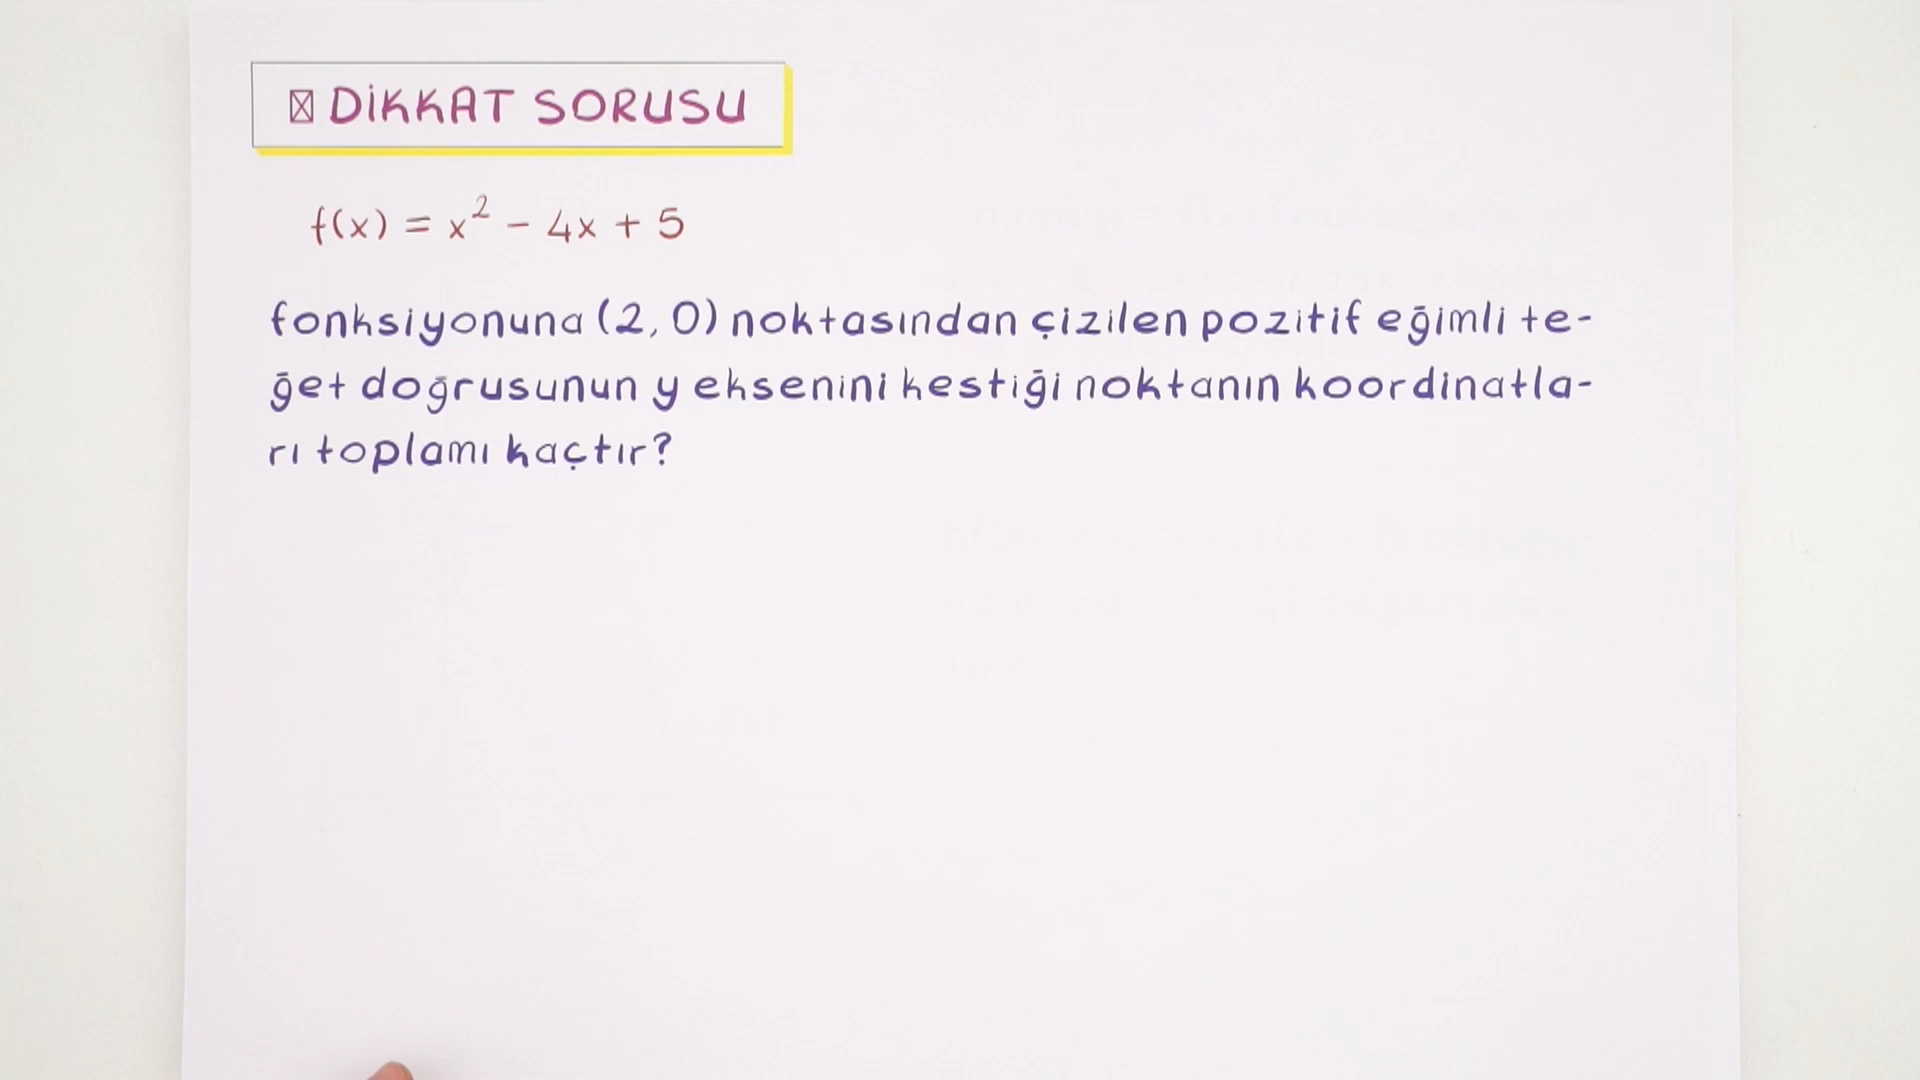 DİKKAT SORUSU
f(x) = x² - 4x + 5
fonksiyonuna (2, 0) noktasından çizilen pozitif eğimli te-
ğet doğrusunun y eksenini kestiği noktanın koordinatla-
rı toplamı kaçtır?